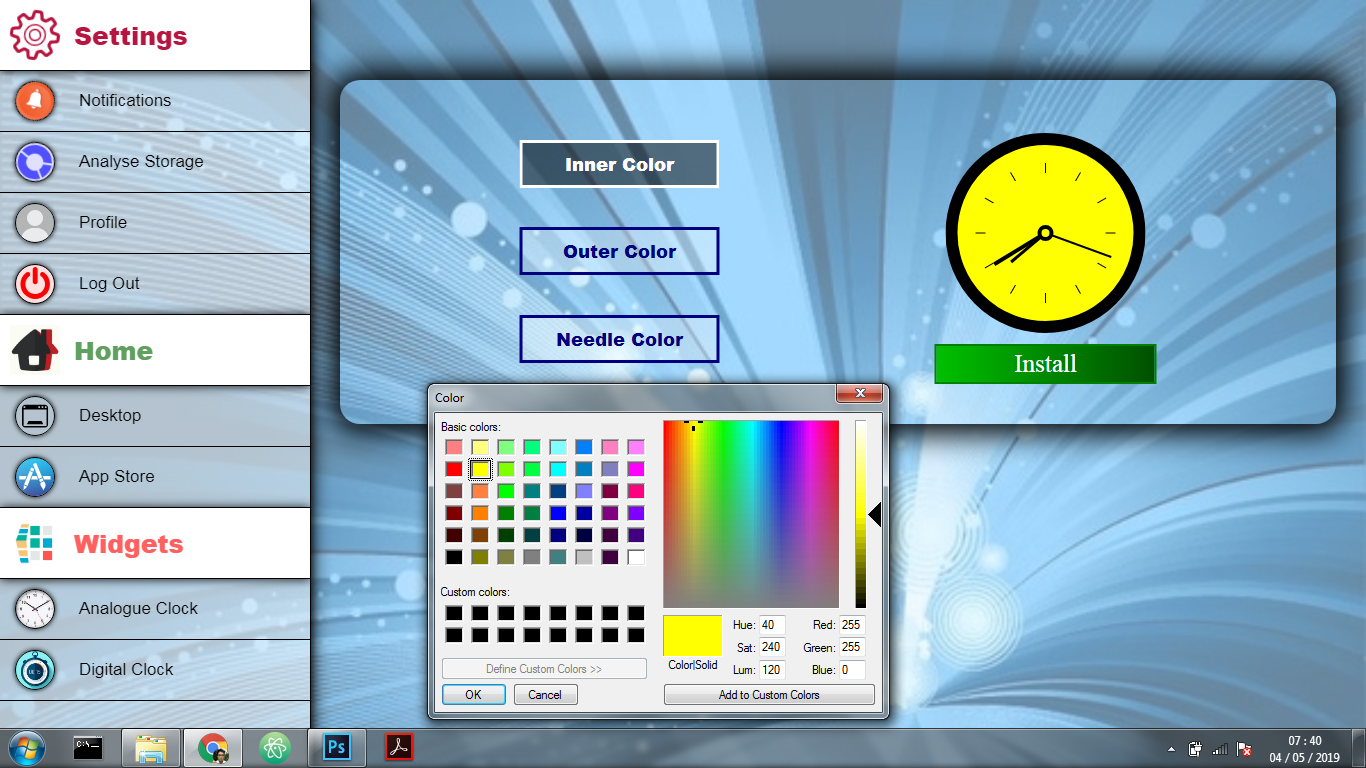 Settings
Notifications
Analyse Storage
Profile
Log Out
Home
Desktop
App Store
Widgets
Analogue Clock
Digital Clock
Inner Color
Outer Color
Needle Color
Install
Color
Basic colors:
Custom colors:
Define Custom Colors >>
OK Cancel
Hue: 40 Red: 255
Sat: 240 Green: 255
Color|Solid
Lum: 120 Blue: 0
Add to Custom Colors
C:\.
Ps
07 : 40
04 / 05 / 2019